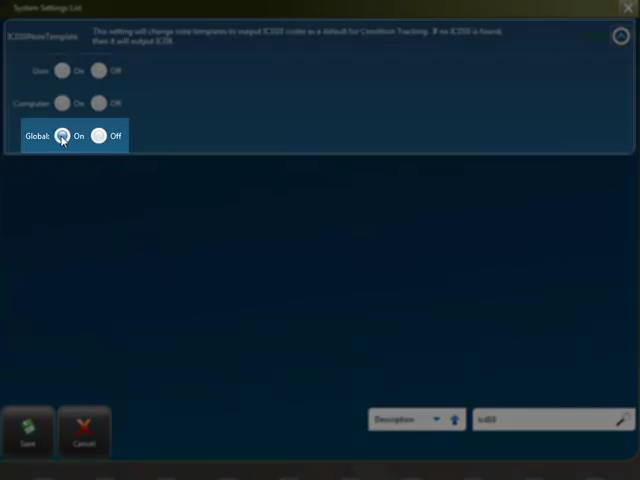 System Settings List
ICD10NoteTemplate
This setting will change note templates to output ICD10 codes as a default for Condition Tracking. If no ICD10 is found,
then it will output ICD9.
User: On Off
Computer: On Off
Global: On Off
Description
icd10
Save
Cancel